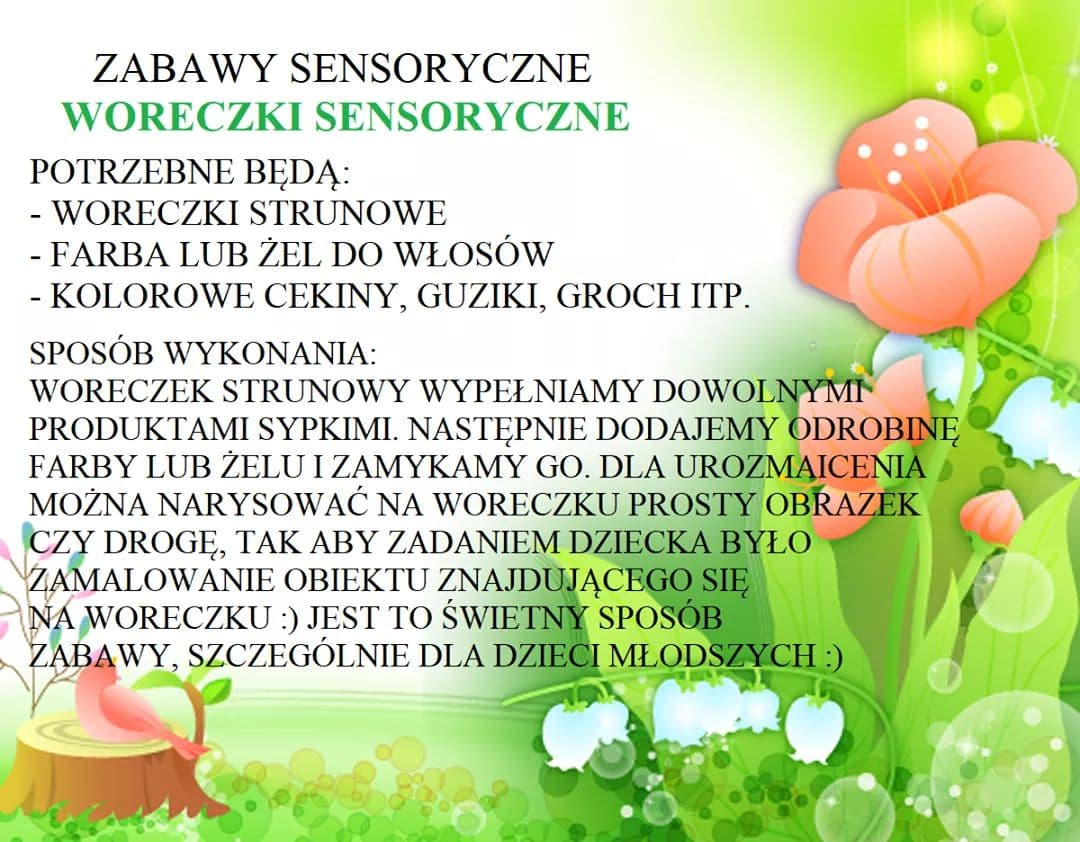 ZABAWY SENSORYCZNE
WORECZKI SENSORYCZNE
POTRZEBNE BĘDĄ:
- WORECZKI STRUNOWE
- FARBA LUB ŻEL DO WŁOSÓW
- KOLOROWE CEKINY, GUZIKI, GROCH ITP.
SPOSÓB WYKONANIA:
WORECZEK STRUNOWY WYPEŁNIAMY DOWOLNYMI
PRODUKTAMI SYPKIMI. NASTĘPNIE DODAJEMY ODROBINĘ
FARBY LUB ŻELU I ZAMYKAMY GO. DLA UROZMAICENIA
MOŻNA NARYSOWAĆ NA WORECZKU PROSTY OBRAZEK
CZY DROGĘ, TAK ABY ZADANIEM DZIECKA BYŁO
ZAMALOWANIE OBIEKTU ZNAJDUJĄCEGO SIĘ
NA WORECZKU :) JEST TO ŚWIETNY SPOSÓB
ZABAWY, SZCZEGÓLNIE DLA DZIECI MŁODSZYCH :)